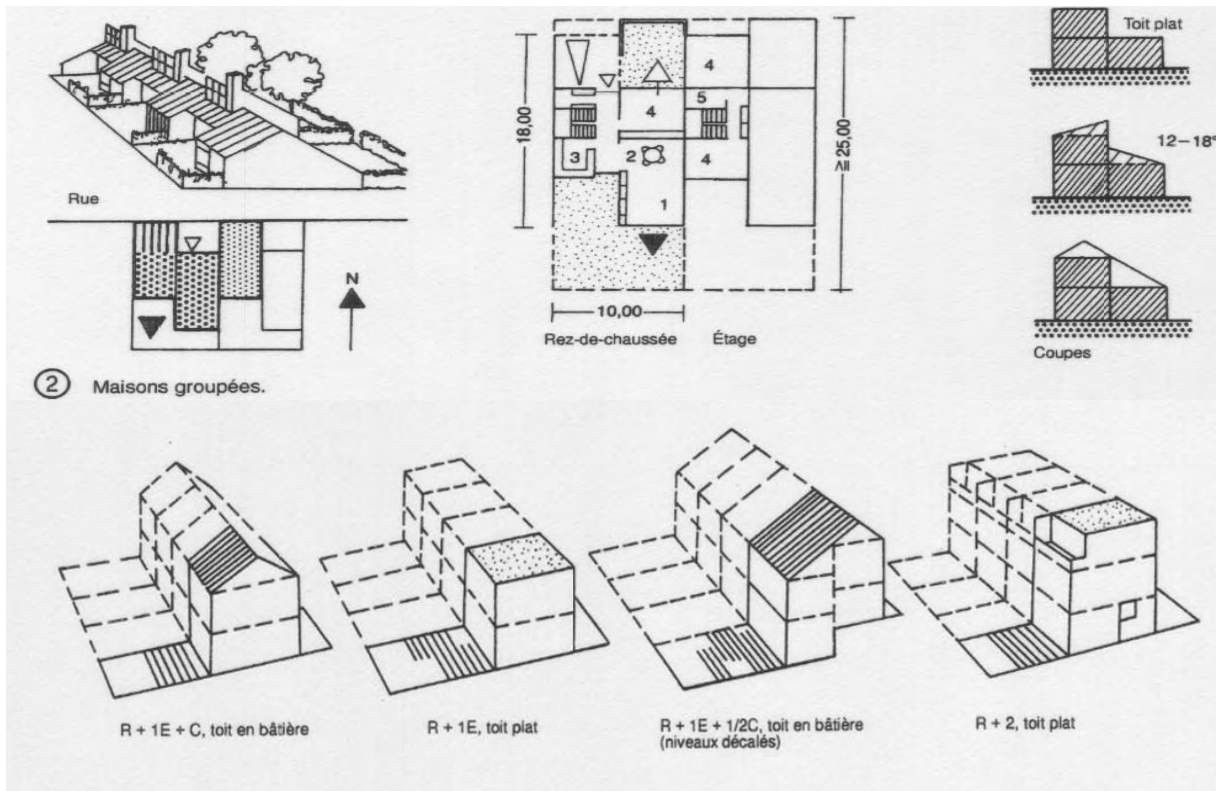 Rue
N
18,00
4
5
4
3
2
4
1
≧ 25,00
10,00
Rez-de-chaussée Étage
Toit plat
12–18°
Coupes
2 Maisons groupées.
R + 1E + C, toit en bâtière
R + 1E, toit plat
R + 1E + 1/2C, toit en bâtière
(niveaux décalés)
R + 2, toit plat